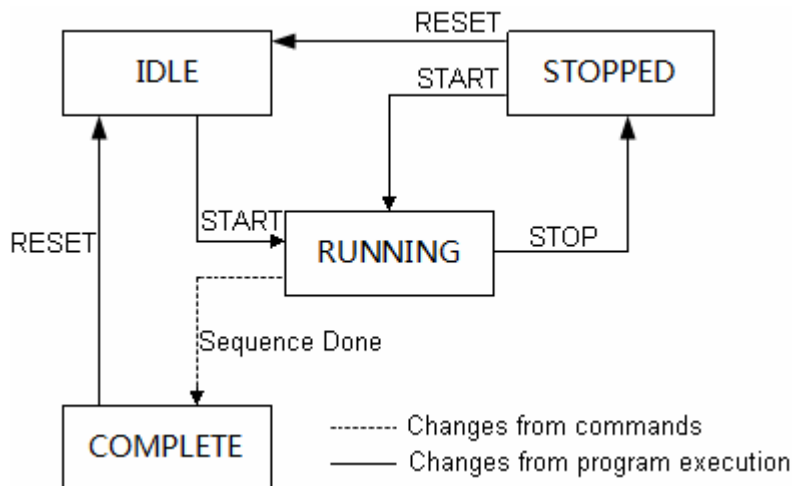 RESET
IDLE
STOPPED
START
START
RUNNING
STOP
RESET
Sequence Done
COMPLETE
Changes from commands
Changes from program execution